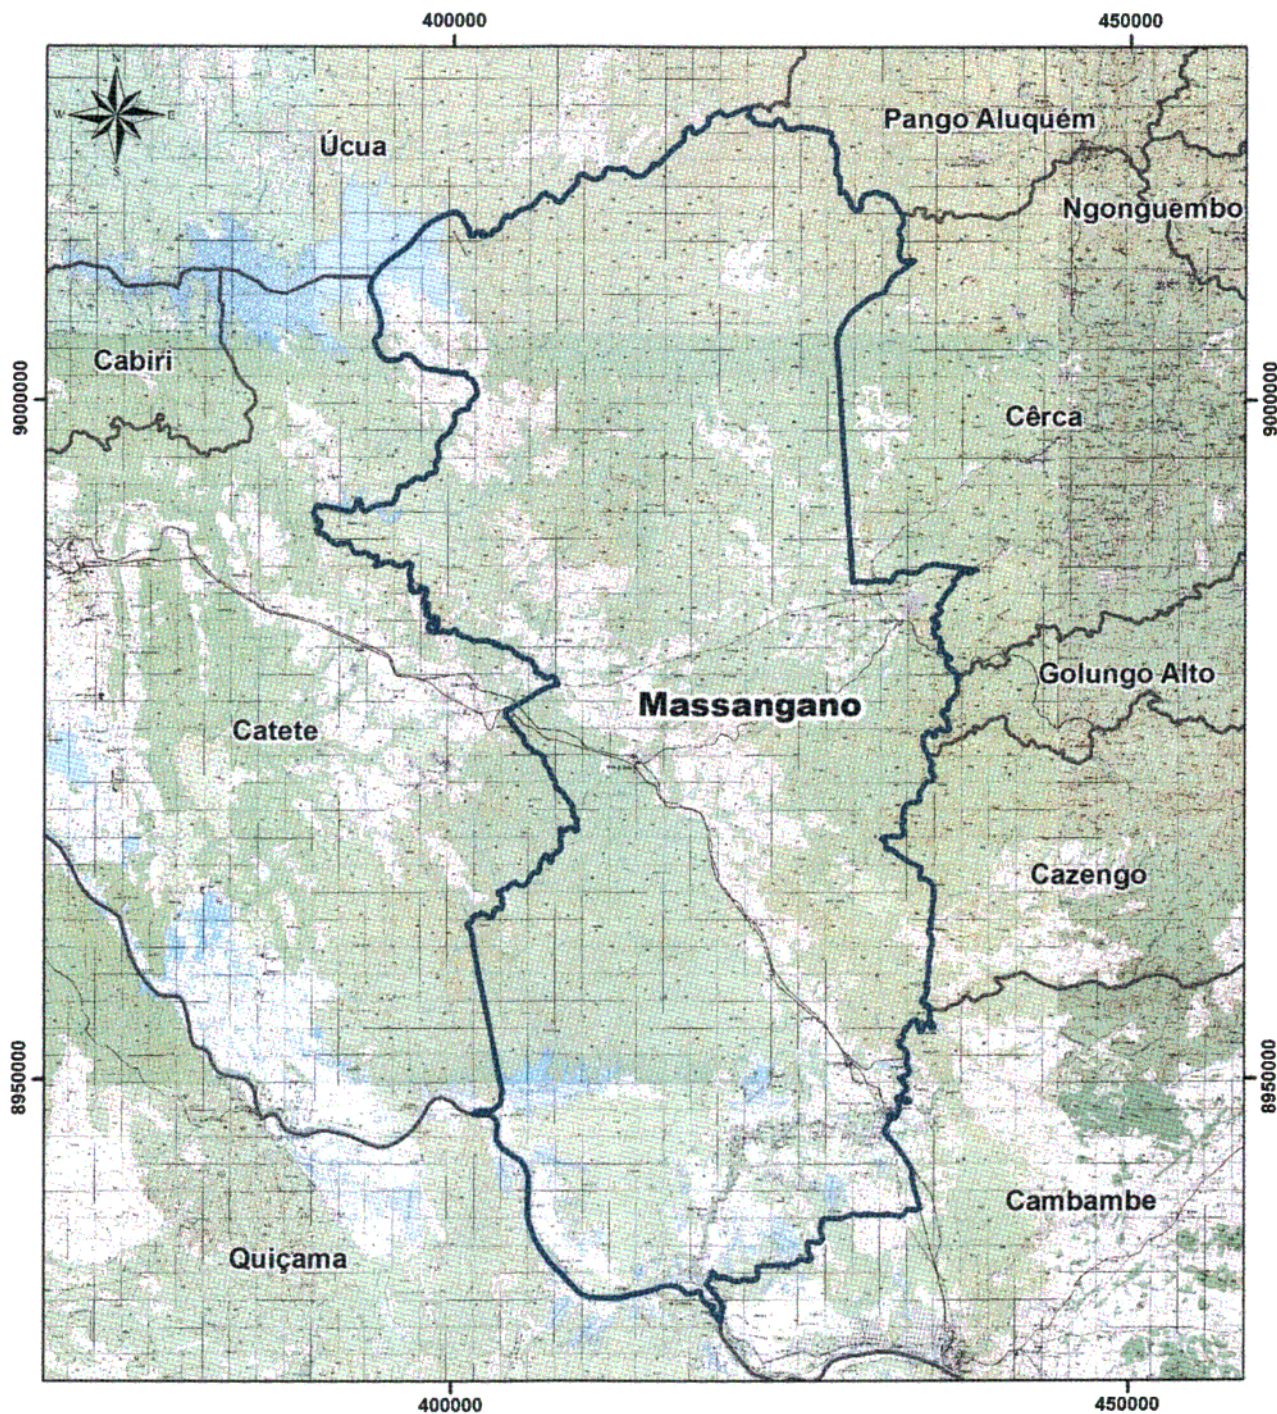 400000
450000
N
W
E
S
Úcua
Pango Aluquém
Ngonguembo
Cabiri
9000000
9000000
Cêrca
Golungo Alto
Massangano
Catete
Cazengo
8950000
8950000
Cambambe
Quiçama
400000
450000